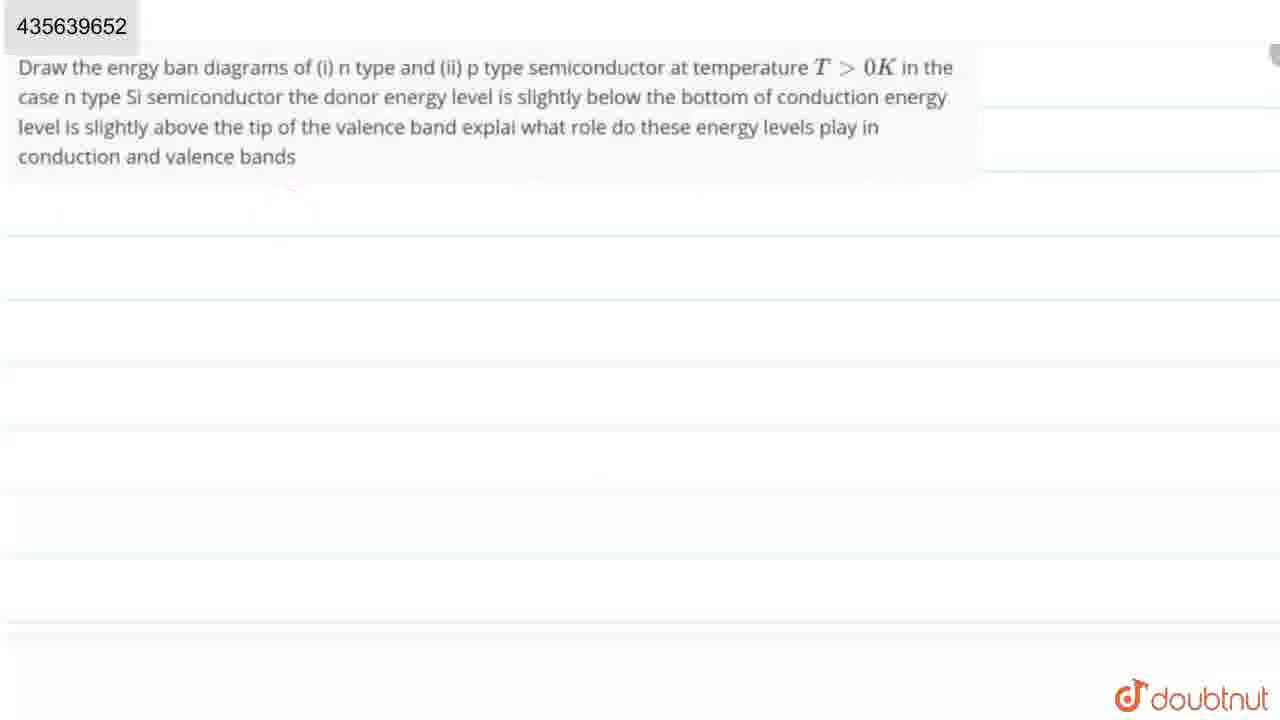 435639652
Draw the enrgy ban diagrams of (i) n type and (ii) p type semiconductor at temperature T > 0K in the
case n type Si semiconductor the donor energy level is slightly below the bottom of conduction energy
level is slightly above the tip of the valence band explai what role do these energy levels play in
conduction and valence bands
doubtnut